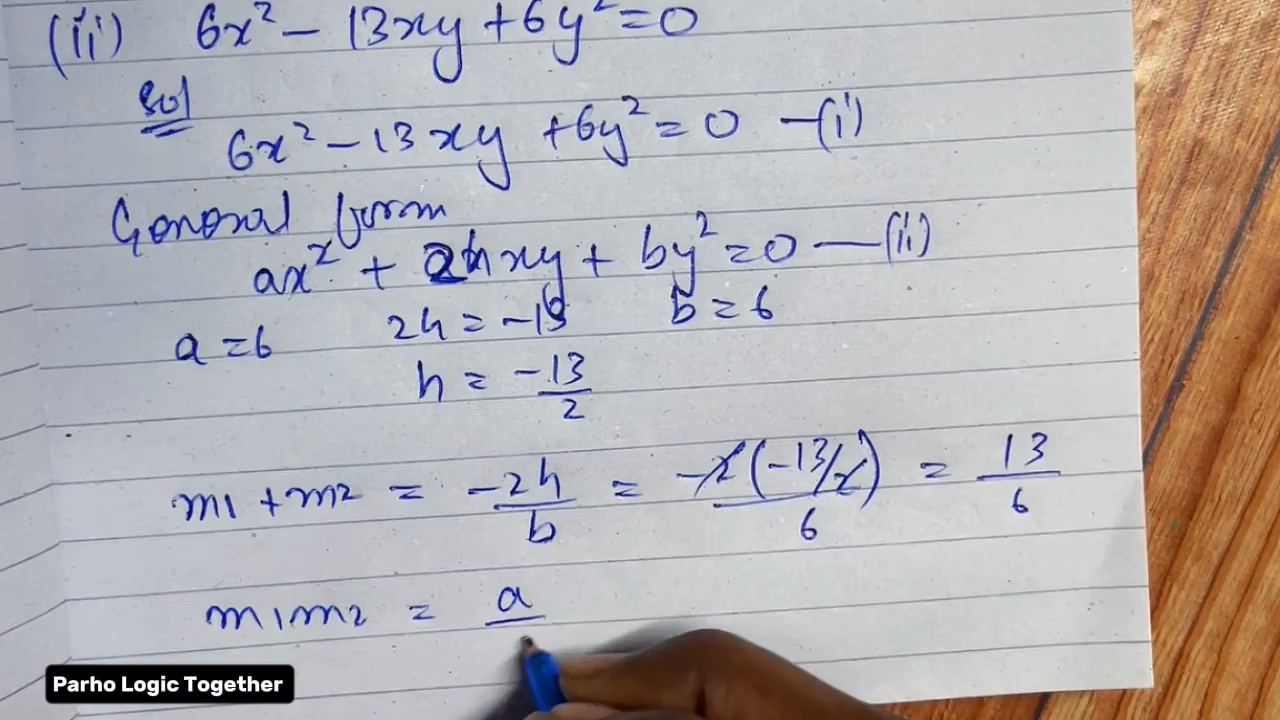 (ii) 6x² - 13xy + 6y² = 0
Sol
6x² - 13xy + 6y² = 0 —(i)
General form
ax² + 2hxy + by² = 0 —(ii)
a = 6 2h = -13 b = 6
h = -13/2
m1 + m2 = -2h/b = -2(-13/2)/6 = 13/6
m1m2 = a/
Parho Logic Together